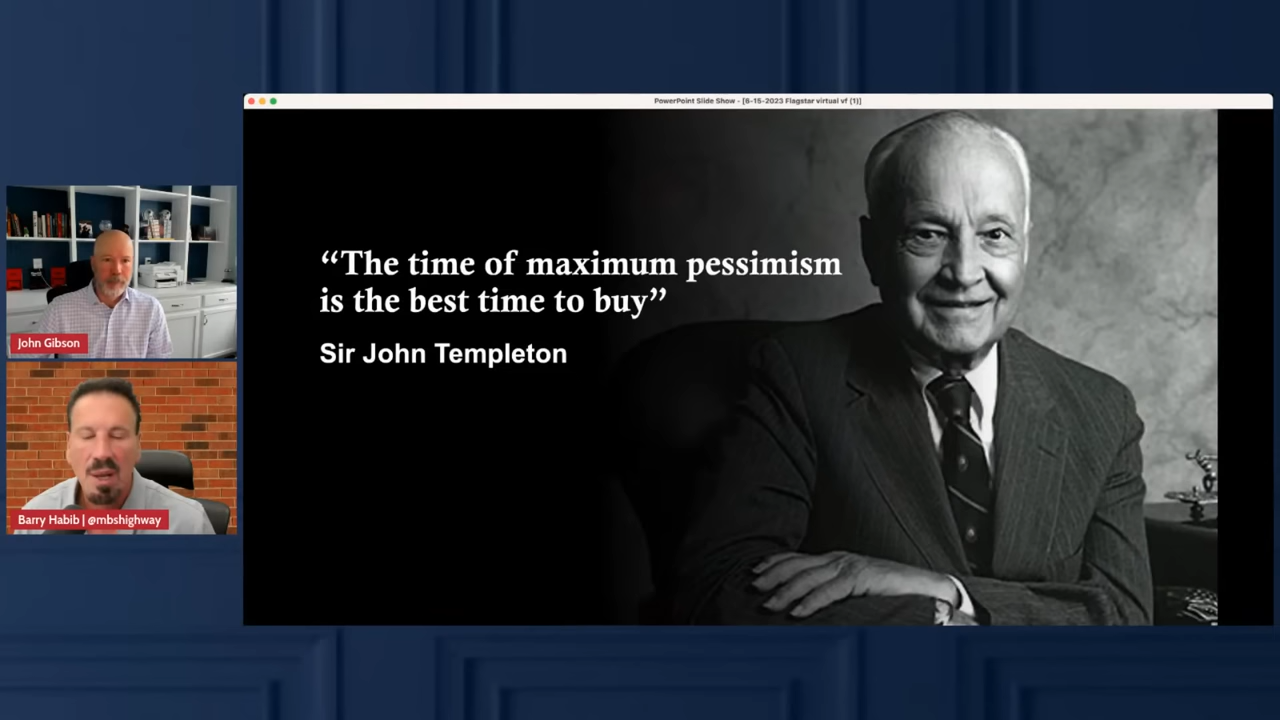 PowerPoint Slide Show - [6-15-2023 Flagstar virtual vf (1)]
“The time of maximum pessimism
is the best time to buy”
Sir John Templeton
John Gibson
Barry Habib | @mbshighway